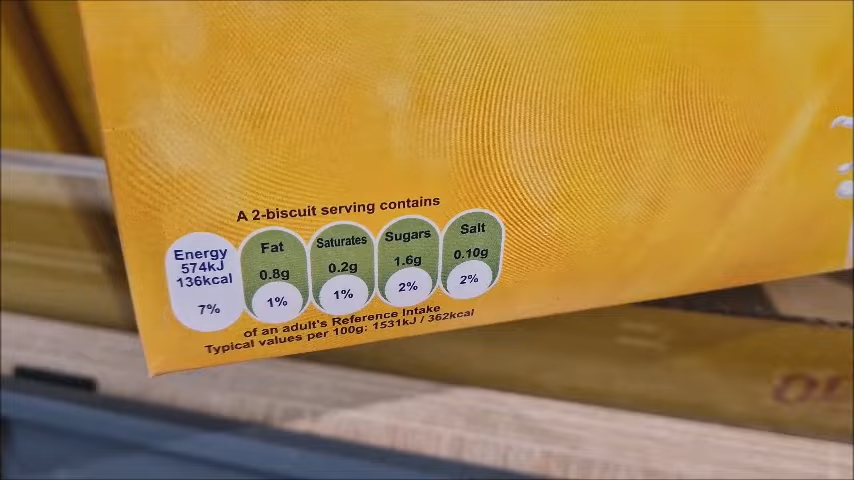 A 2-biscuit serving contains
Energy
574kJ
136kcal
7%
Fat
0.8g
1%
Saturates
0.2g
1%
Sugars
1.6g
2%
Salt
0.10g
2%
of an adult's Reference Intake
Typical values per 100g: 1531kJ / 362kcal